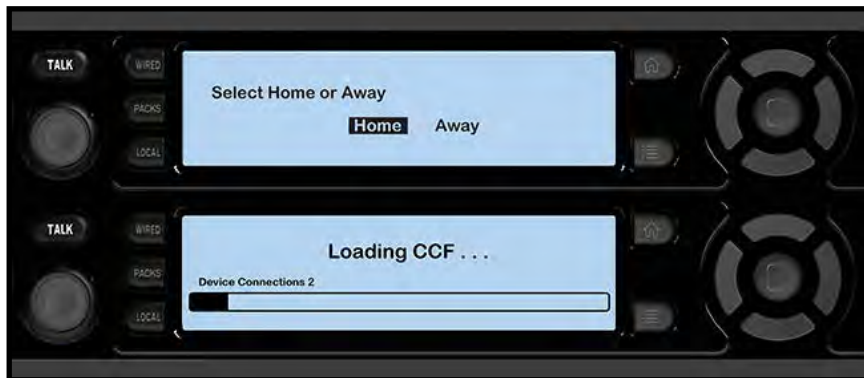 TALK
WIRED
PACKS
LOCAL
Select Home or Away
Home Away
TALK
WIRED
PACKS
LOCAL
Loading CCF . . .
Device Connections 2